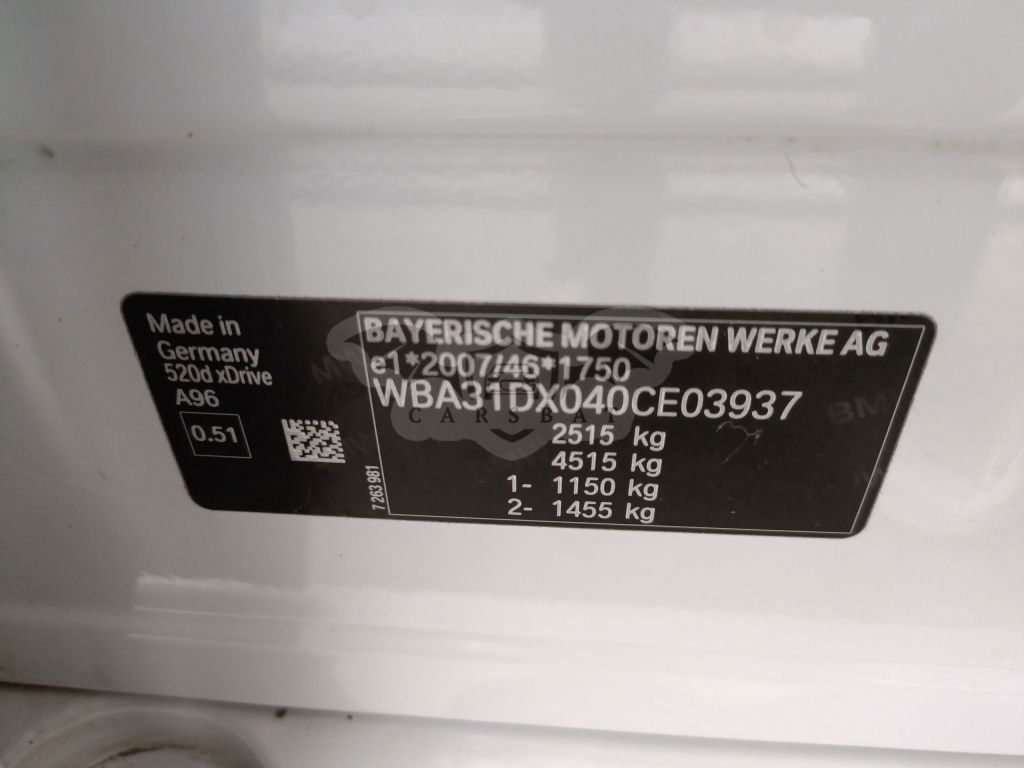 Made in
Germany
520d xDrive
A96
0.51
7 263 981
BAYERISCHE MOTOREN WERKE AG
e1*2007/46*1750
WBA31DX040CE03937
2515 kg
4515 kg
1- 1150 kg
2- 1455 kg
CARSBAT